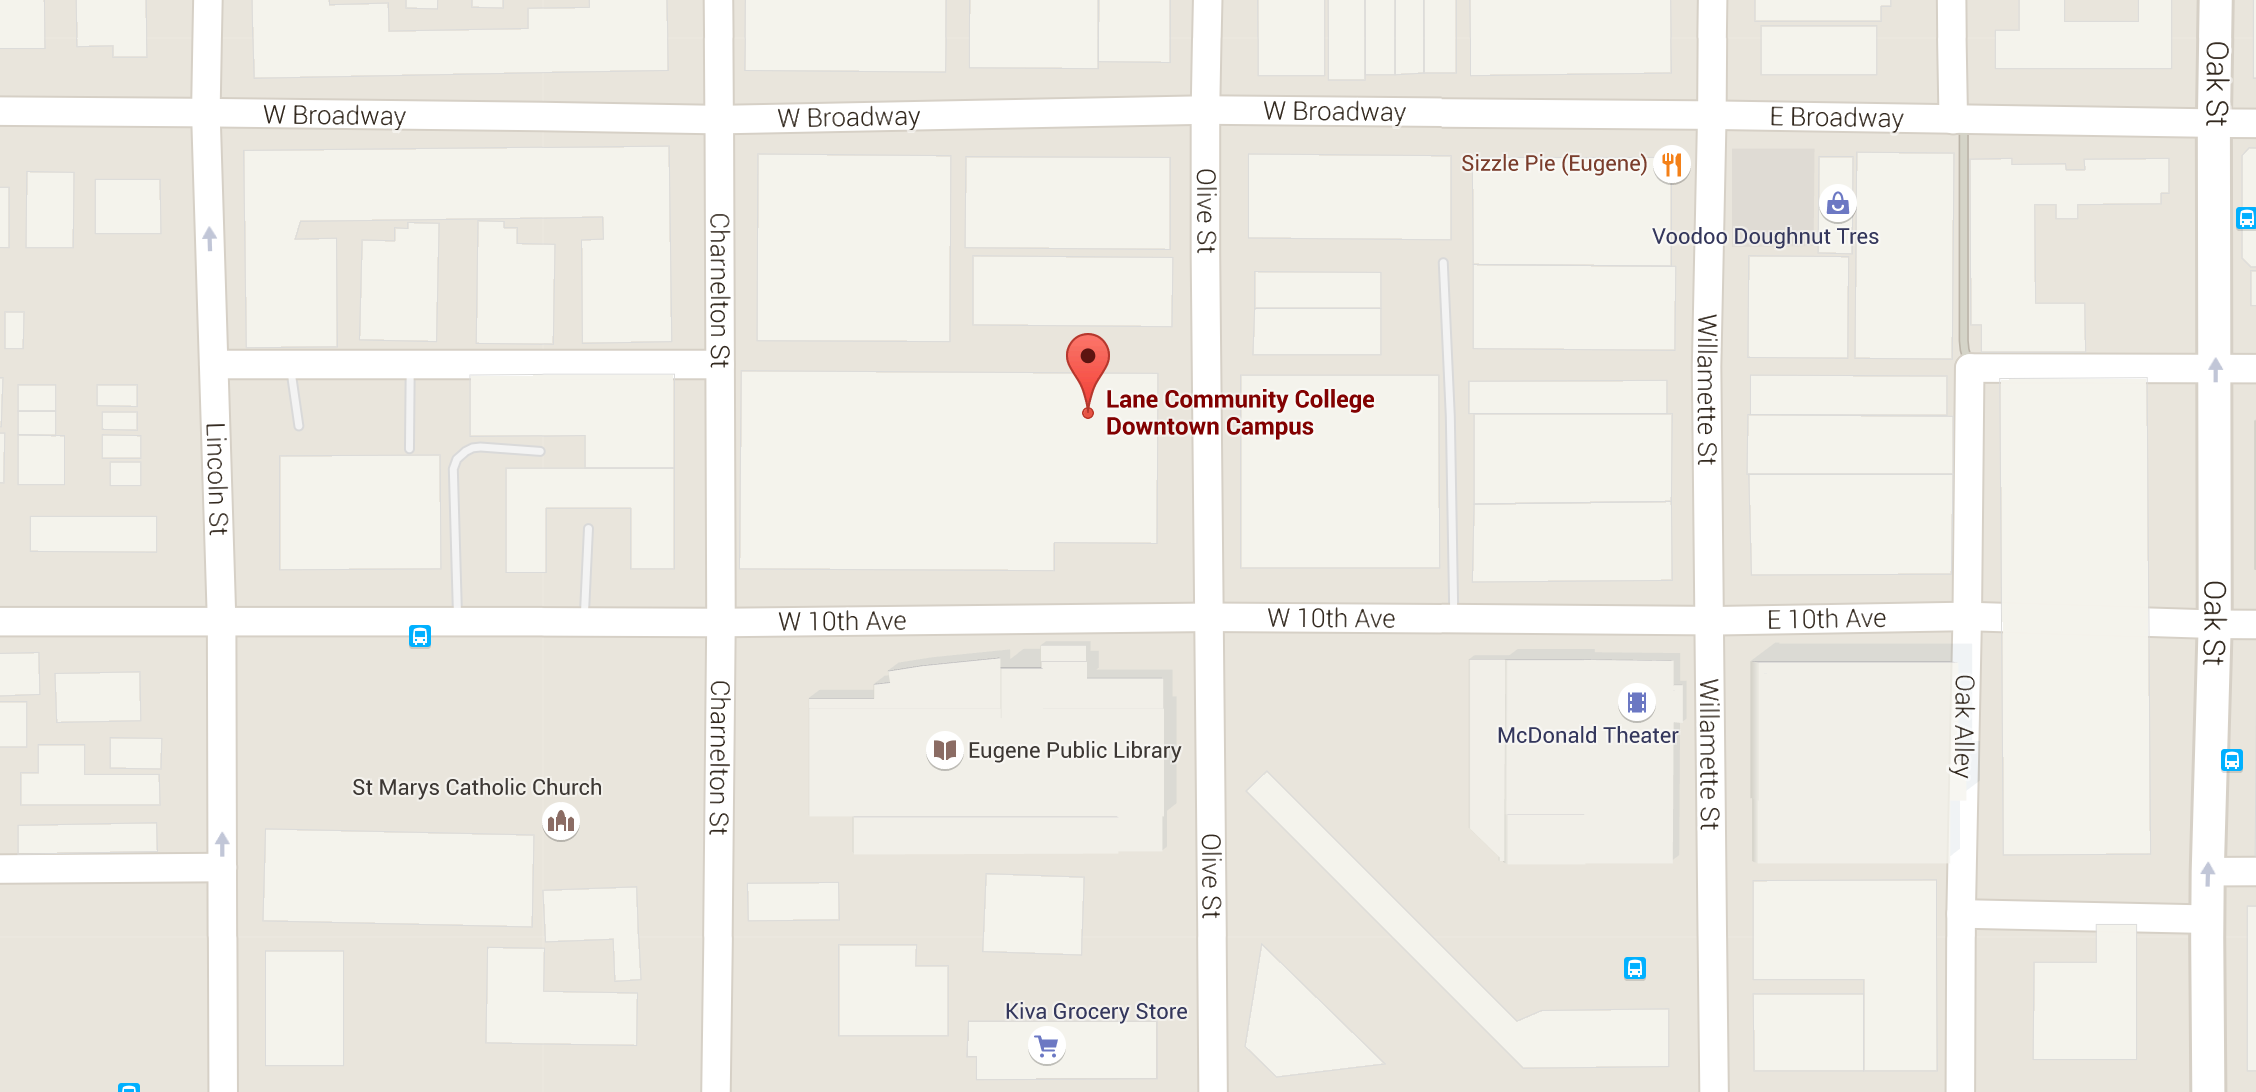 Oak St
W Broadway
W Broadway
W Broadway
E Broadway
Sizzle Pie (Eugene)
Olive St
Voodoo Doughnut Tres
Charnelton St
Willamette St
Lane Community College
Downtown Campus
Lincoln St
W 10th Ave
W 10th Ave
E 10th Ave
Oak St
Charnelton St
Willamette St
Oak Alley
McDonald Theater
Eugene Public Library
St Marys Catholic Church
Olive St
Kiva Grocery Store